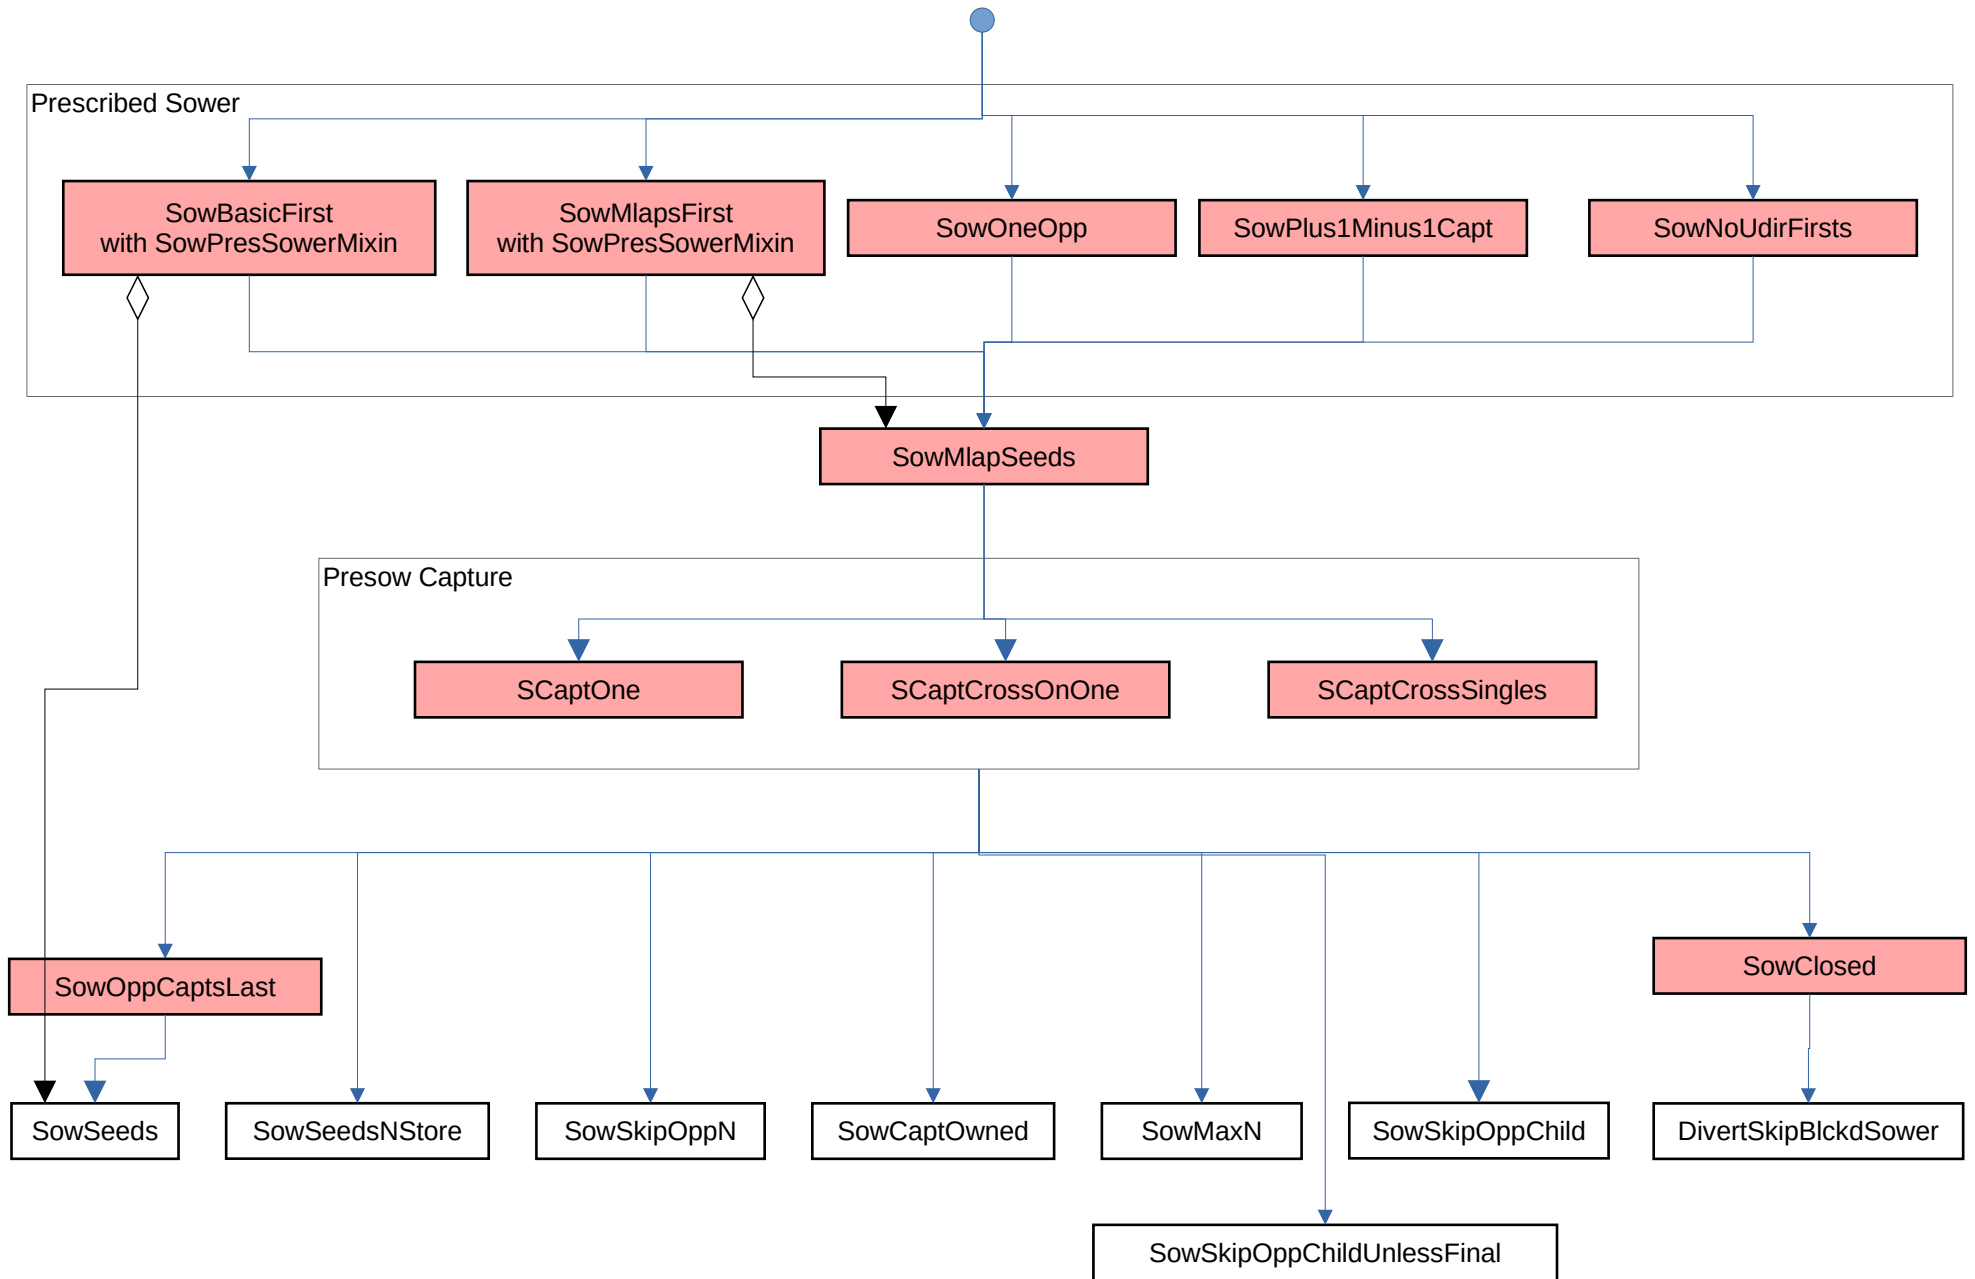 Prescribed Sower
SowBasicFirst
with SowPresSowerMixin
SowMlapsFirst
with SowPresSowerMixin
SowOneOpp
SowPlus1Minus1Capt
SowNoUdirFirsts
SowMlapSeeds
Presow Capture
SCaptOne
SCaptCrossOnOne
SCaptCrossSingles
SowOppCaptsLast
SowClosed
SowSeeds
SowSeedsNStore
SowSkipOppN
SowCaptOwned
SowMaxN
SowSkipOppChild
DivertSkipBlckdSower
SowSkipOppChildUnlessFinal